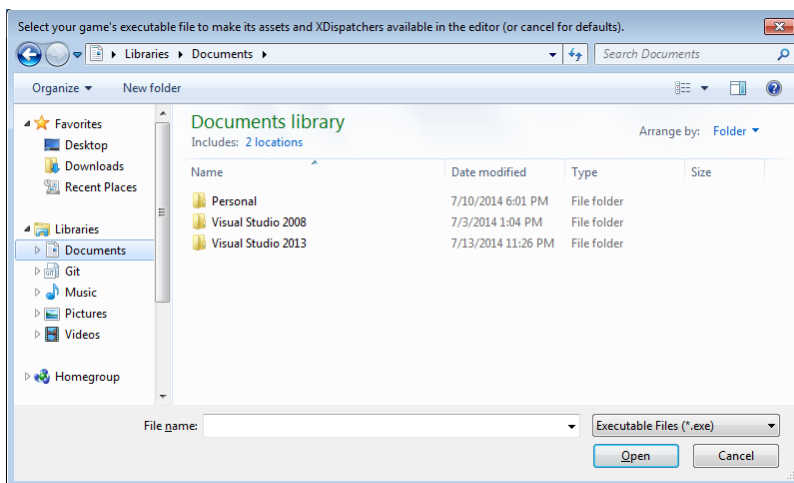 Select your game's executable file to make its assets and XDispatchers available in the editor (or cancel for defaults).
Libraries Documents
Search Documents
Organize New folder
Favorites
Desktop
Downloads
Recent Places
Libraries
Documents
Git
Music
Pictures
Videos
Homegroup
Documents library
Includes: 2 locations
Arrange by: Folder
Name Date modified Type Size
Personal 7/10/2014 6:01 PM File folder
Visual Studio 2008 7/3/2014 1:04 PM File folder
Visual Studio 2013 7/13/2014 11:26 PM File folder
File name: Executable Files (*.exe)
Open Cancel